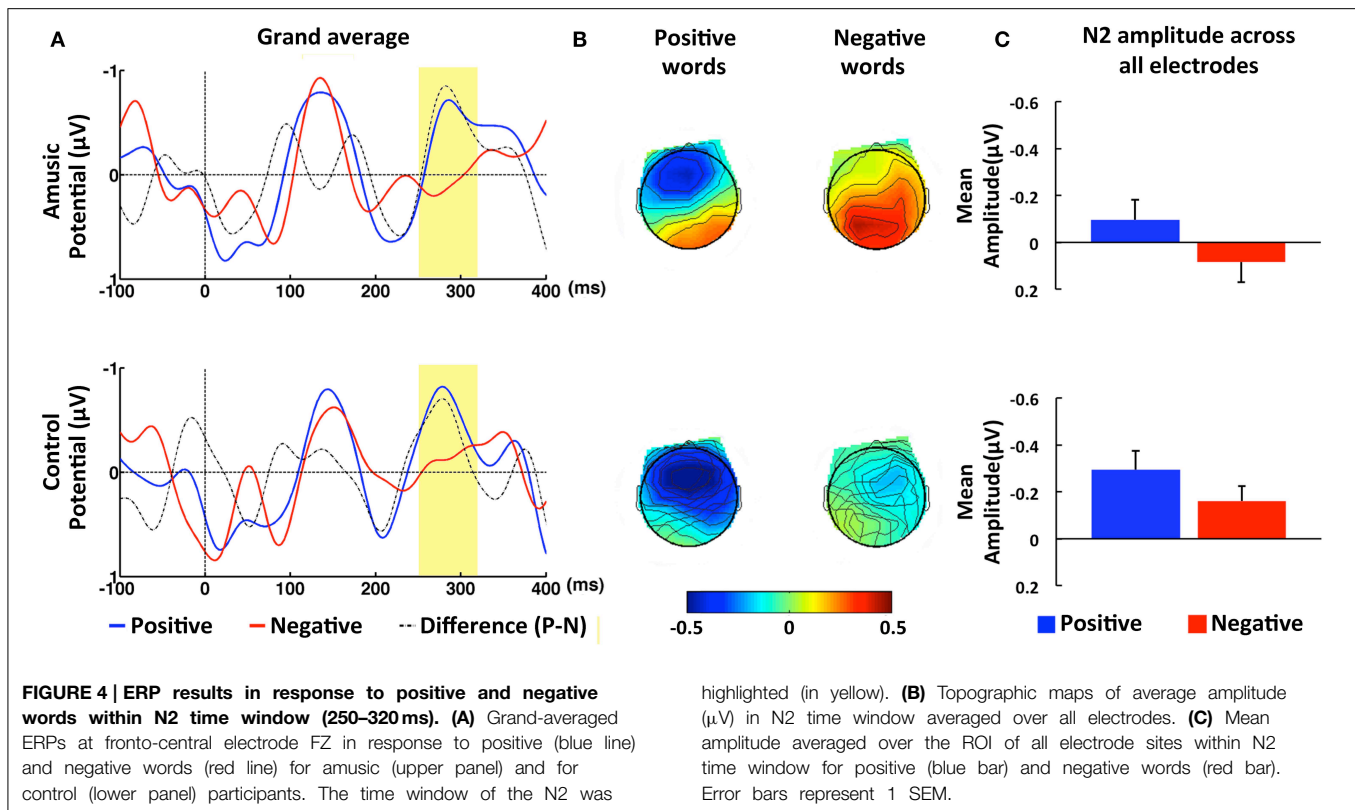 A
Grand average
B
Positive
words
Negative
words
C
N2 amplitude across
all electrodes
Amusic
Potential (µV)
-1
0
1
-100 0 100 200 300 400 (ms)
Mean
Amplitude(µV)
-0.6
-0.4
-0.2
0
0.2
Control
Potential (µV)
-1
0
1
-100 0 100 200 300 400 (ms)
Mean
Amplitude(µV)
-0.6
-0.4
-0.2
0
0.2
-0.5 0 0.5
Positive Negative Difference (P-N)
Positive Negative
FIGURE 4 | ERP results in response to positive and negative
words within N2 time window (250–320 ms). (A) Grand-averaged
ERPs at fronto-central electrode FZ in response to positive (blue line)
and negative words (red line) for amusic (upper panel) and for
control (lower panel) participants. The time window of the N2 was
highlighted (in yellow). (B) Topographic maps of average amplitude
(µV) in N2 time window averaged over all electrodes. (C) Mean
amplitude averaged over the ROI of all electrode sites within N2
time window for positive (blue bar) and negative words (red bar).
Error bars represent 1 SEM.